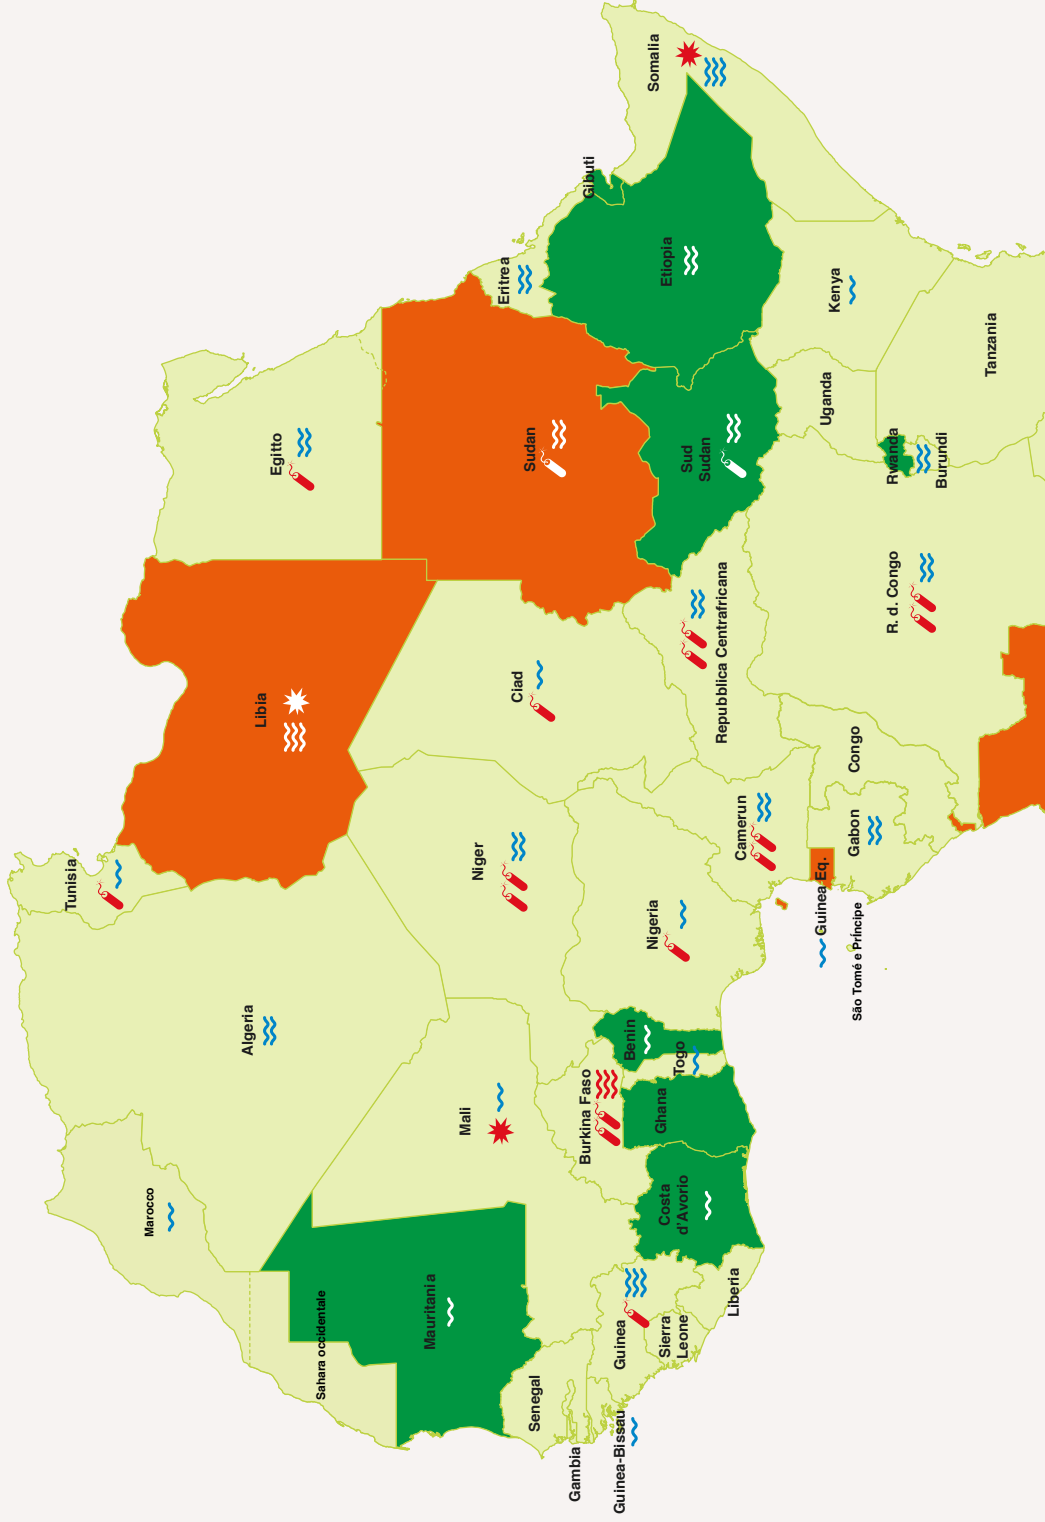 Tunisia
Marocco
Algeria
Libia
Egitto
Sahara occidentale
Mauritania
Mali
Niger
Ciad
Sudan
Eritrea
Gibuti
Somalia
Etiopia
Sud
Sudan
Senegal
Gambia
Guinea-Bissau
Guinea
Sierra
Leone
Liberia
Costa
d'Avorio
Burkina Faso
Ghana
Togo
Benin
Nigeria
Camerun
Repubblica Centrafricana
Guinea Eq.
São Tomé e Príncipe
Gabon
Congo
R. d. Congo
Uganda
Kenya
Rwanda
Burundi
Tanzania